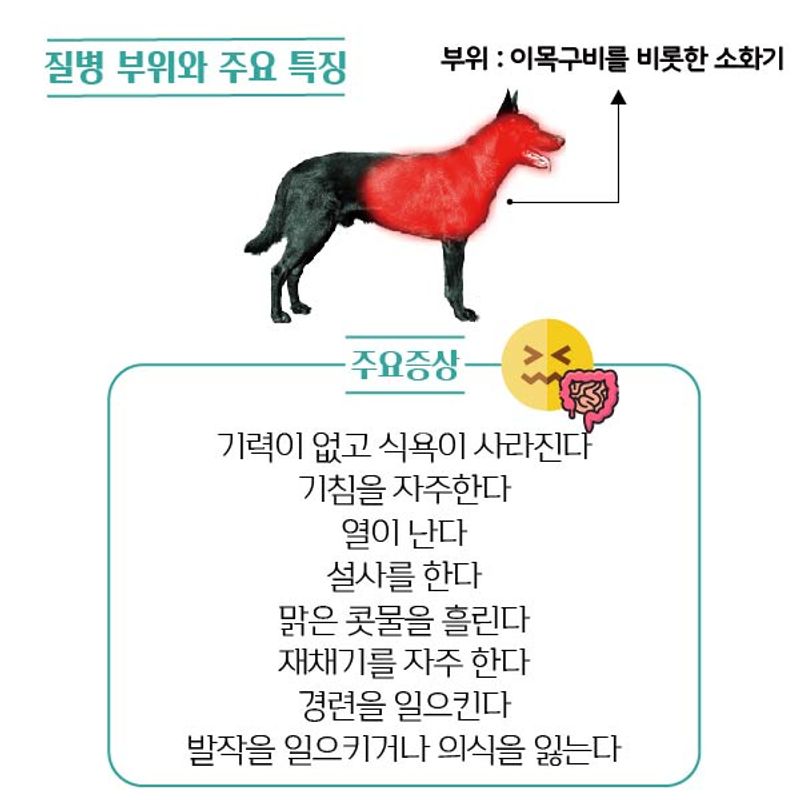 질병 부위와 주요 특징
부위 : 이목구비를 비롯한 소화기
주요증상
기력이 없고 식욕이 사라진다
기침을 자주한다
열이 난다
설사를 한다
맑은 콧물을 흘린다
재채기를 자주 한다
경련을 일으킨다
발작을 일으키거나 의식을 잃는다